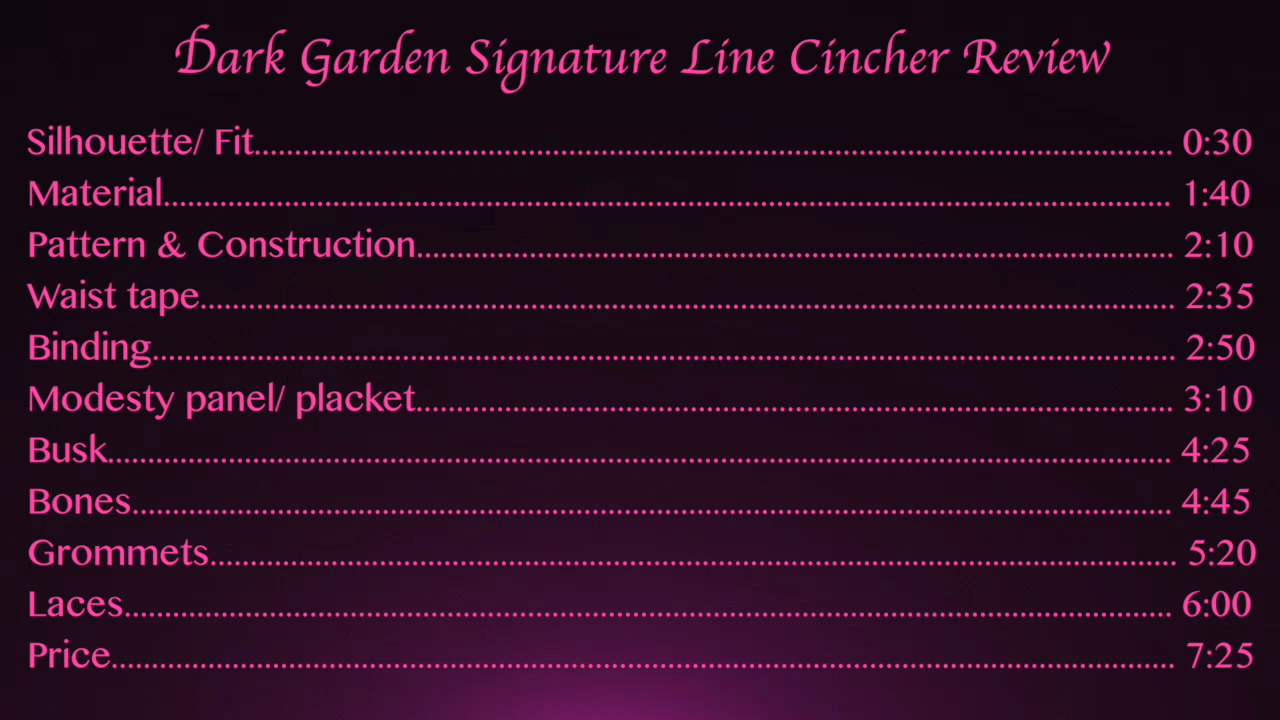 Dark Garden Signature Line Cincher Review
Silhouette/ Fit........................................................................................................................ 0:30
Material........................................................................................................................ 1:40
Pattern & Construction........................................................................................................ 2:10
Waist tape........................................................................................................................ 2:35
Binding........................................................................................................................ 2:50
Modesty panel/ placket........................................................................................................ 3:10
Busk........................................................................................................................ 4:25
Bones........................................................................................................................ 4:45
Grommets........................................................................................................................ 5:20
Laces........................................................................................................................ 6:00
Price........................................................................................................................ 7:25